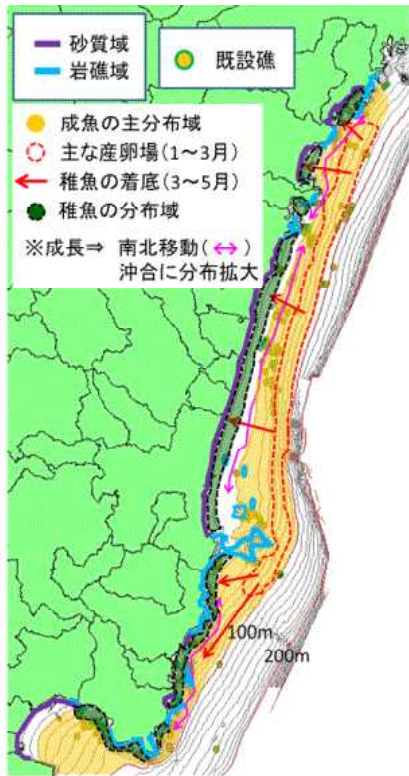 砂質域
岩礁域
既設礁
成魚の主分布域
主な産卵場(1～3月)
稚魚の着底(3～5月)
稚魚の分布域
※成長⇒ 南北移動(↔)
沖合に分布拡大
100m
200m